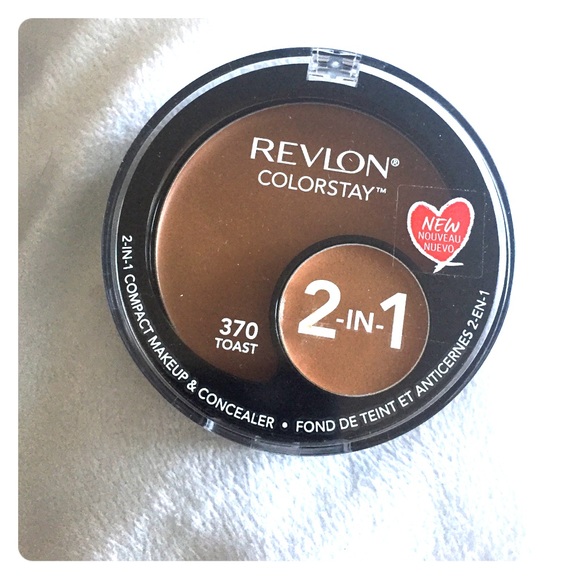 REVLON®
COLORSTAY™
NEW
NOUVEAU
NUEVO
370
TOAST
2-IN-1
2-IN-1 COMPACT MAKEUP & CONCEALER • FOND DE TEINT ET ANTICERNES 2-EN-1